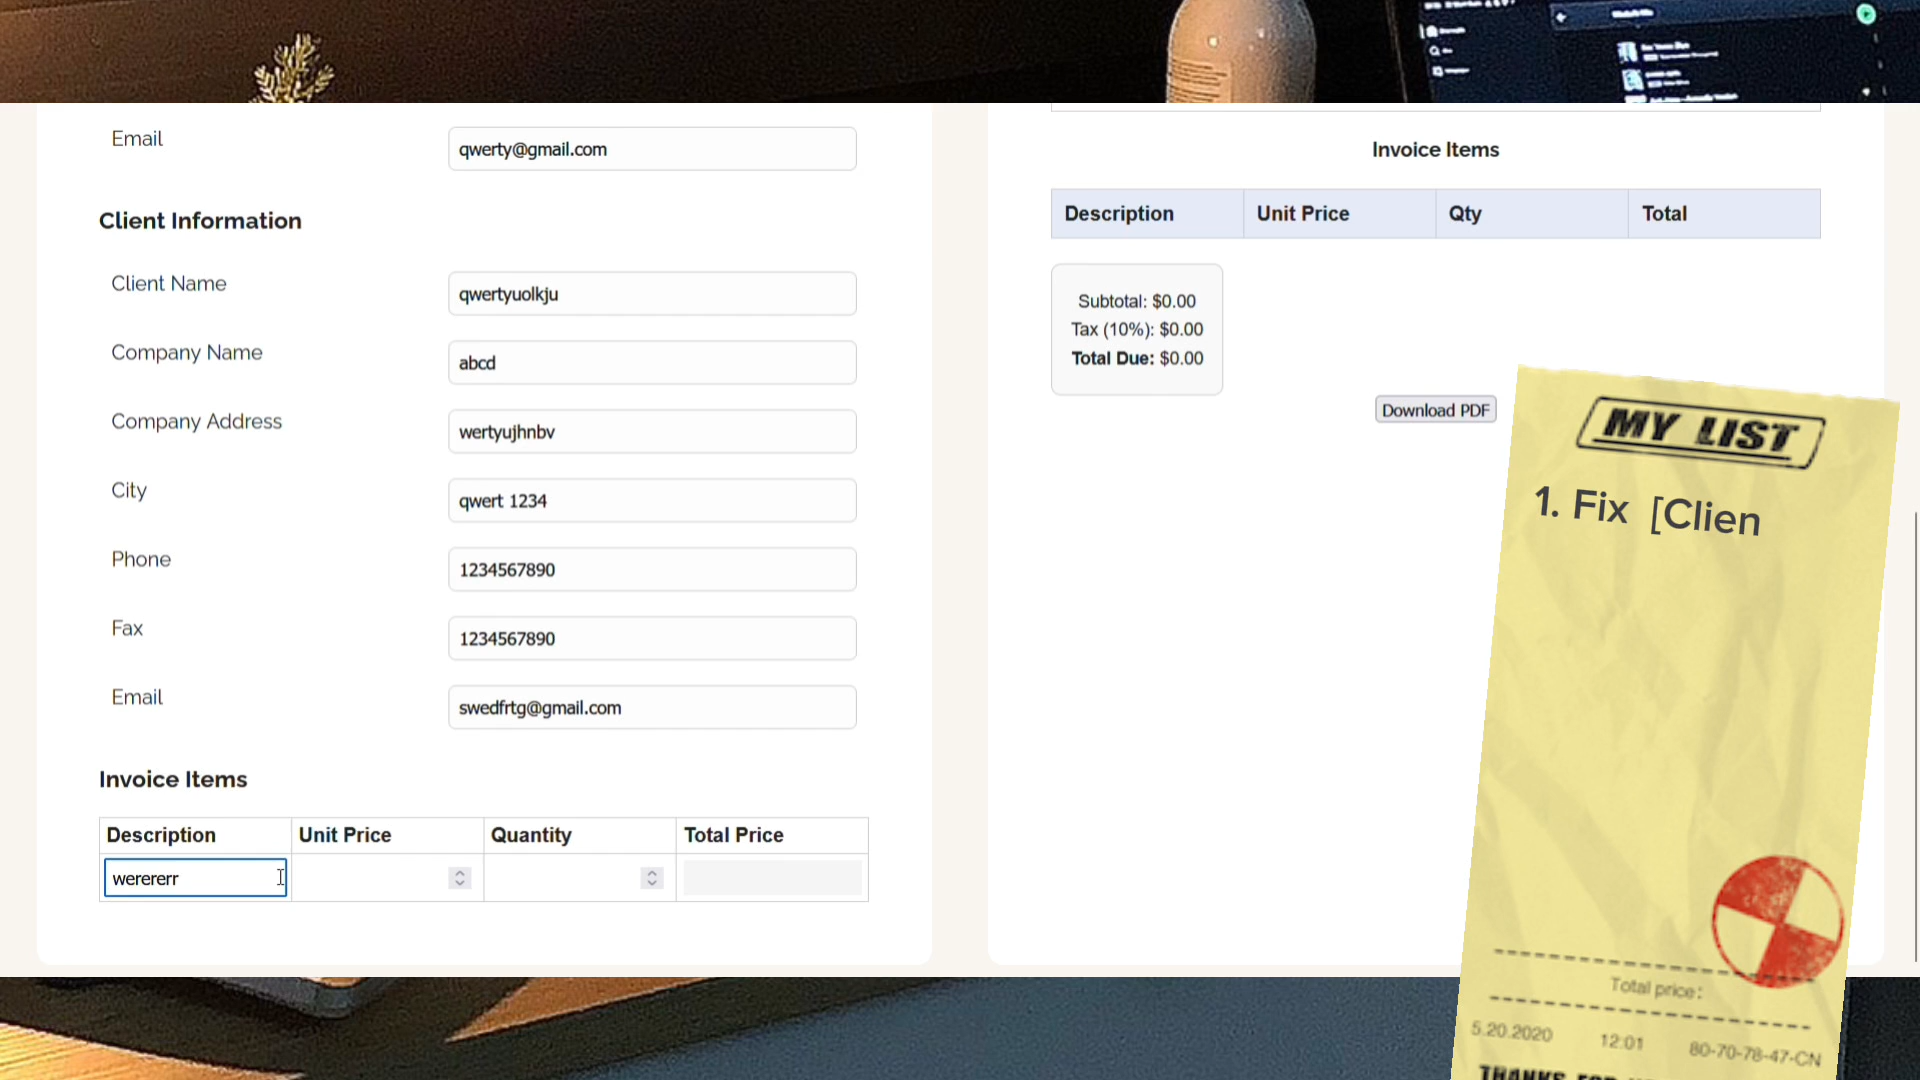 Email
qwerty@gmail.com
Client Information
Client Name
qwertyuolkju
Company Name
abcd
Company Address
wertyujhnbv
City
qwert 1234
Phone
1234567890
Fax
1234567890
Email
swedfrtg@gmail.com
Invoice Items
Description Unit Price Quantity Total Price
werererr
Invoice Items
Description Unit Price Qty Total
Subtotal: $0.00
Tax (10%): $0.00
Total Due: $0.00
Download PDF
MY LIST
1. Fix [Clien
Total price:
5.20.2020 12:01 80-70-78-47-CN
THANKS FOR